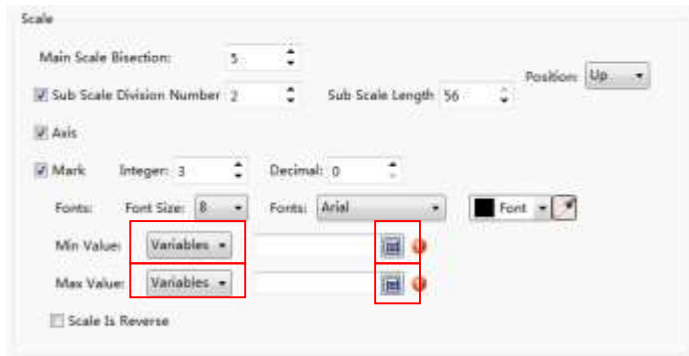 Scale
Main Scale Bisection: 5
Position: Up
Sub Scale Division Number 2 Sub Scale Length 56
Axis
Mark Integer: 3 Decimal: 0
Fonts: Font Size: 8 Fonts: Arial Font
Min Value: Variables
Max Value: Variables
Scale Is Reverse